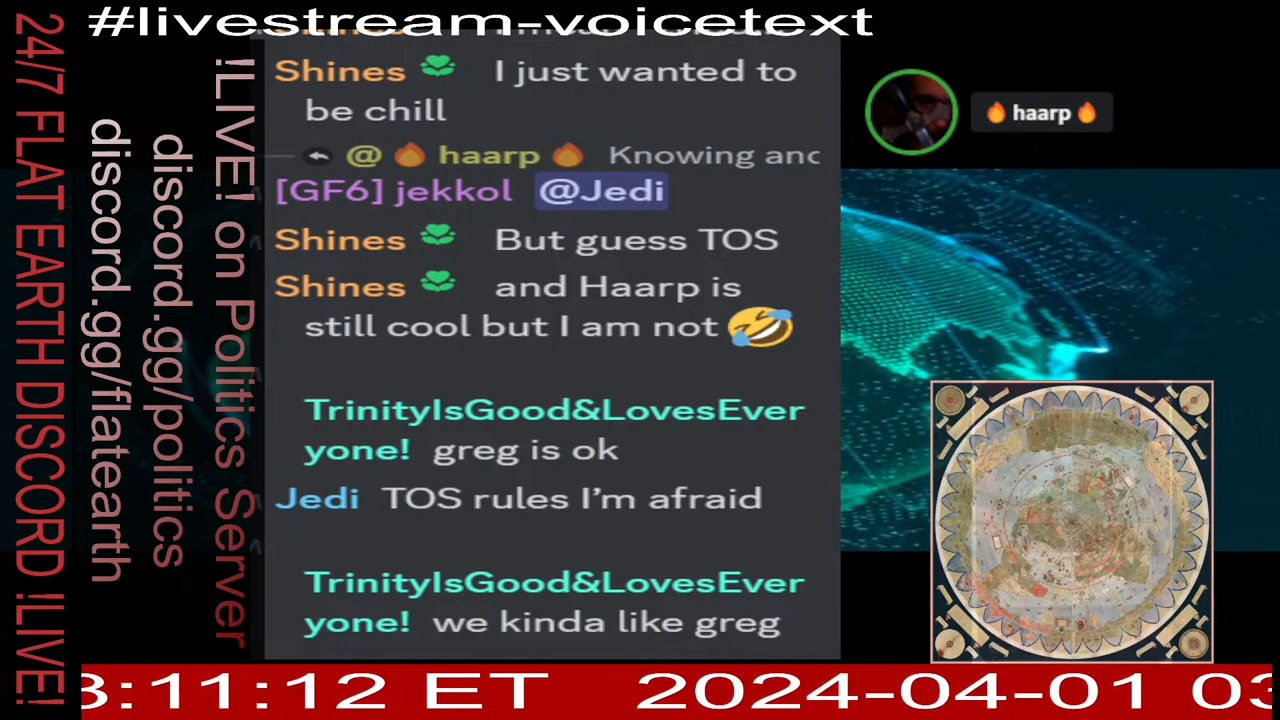 #livestream-voicetext
24/7 FLAT EARTH DISCORD !LIVE!
discord.gg/flatearth
discord.gg/politics
!LIVE! on Politics Server
Shines I just wanted to
be chill
@ 🔥 haarp 🔥 Knowing and
[GF6] jekkol @Jedi
Shines But guess TOS
Shines and Haarp is
still cool but I am not 🤣
TrinityIsGood&LovesEver
yone! greg is ok
Jedi TOS rules I'm afraid
TrinityIsGood&LovesEver
yone! we kinda like greg
🔥 haarp 🔥
3:11:12 ET 2024-04-01 03